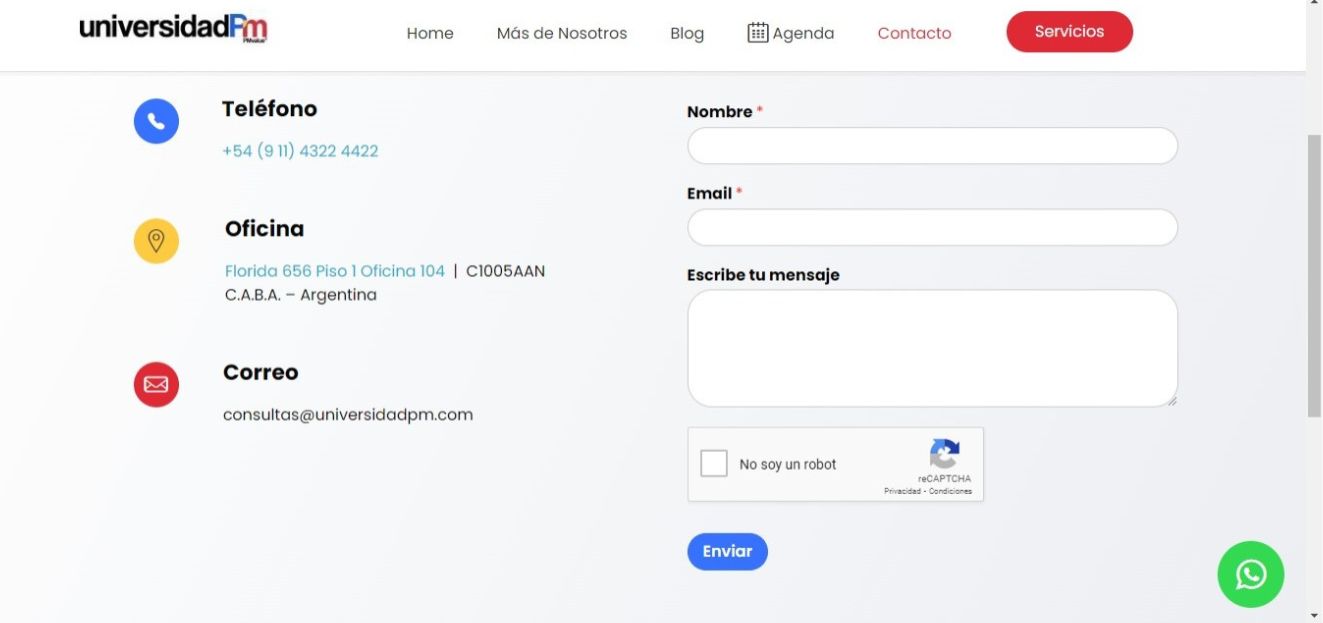 universidadPm
PMvalue
Home
Más de Nosotros
Blog
Agenda
Contacto
Servicios
Teléfono
+54 (9 11) 4322 4422
Oficina
Florida 656 Piso 1 Oficina 104 | C1005AAN
C.A.B.A. – Argentina
Correo
consultas@universidadpm.com
Nombre *
Email *
Escribe tu mensaje
No soy un robot
reCAPTCHA
Privacidad - Condiciones
Enviar